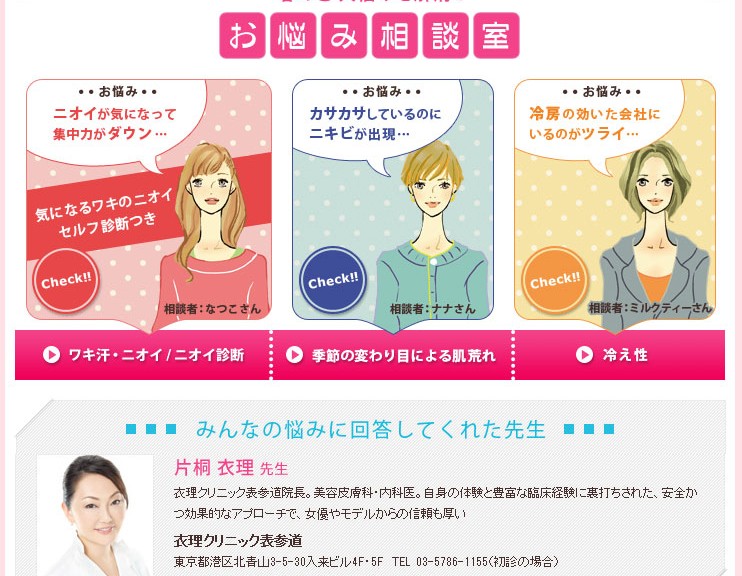 お悩み相談室
・・お悩み・・
ニオイが気になって
集中力がダウン…
気になるワキのニオイ
セルフ診断つき
Check!!
相談者:なつこさん
・・お悩み・・
カサカサしているのに
ニキビが出現…
Check!!
相談者:ナナさん
・・お悩み・・
冷房の効いた会社に
いるのがツライ…
Check!!
相談者:ミルクティーさん
ワキ汗・ニオイ/ニオイ診断
季節の変わり目による肌荒れ
冷え性
みんなの悩みに回答してくれた先生
片桐 衣理 先生
衣理クリニック表参道院長。美容皮膚科・内科医。自身の体験と豊富な臨床経験に裏打ちされた、安全か
つ効果的なアプローチで、女優やモデルからの信頼も厚い
衣理クリニック表参道
東京都港区北青山3-5-30入来ビル4F・5F TEL 03-5786-1155(初診の場合)